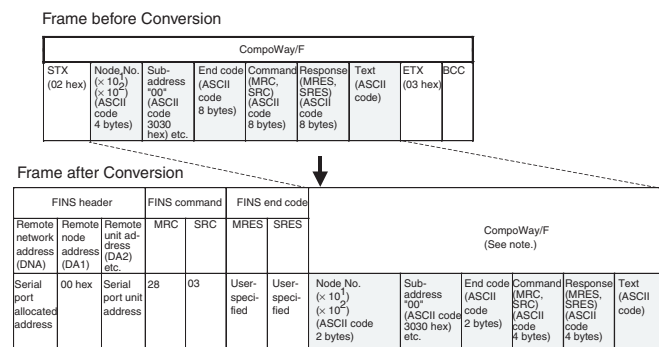 Frame before Conversion
CompoWay/F
STX
(02 hex)
Node No.
(× 10¹)
(× 10²)
(ASCII
code
4 bytes)
Sub-
address
"00"
(ASCII
code
3030
hex) etc.
End code
(ASCII
code
8 bytes)
Command
(MRC,
SRC)
(ASCII
code
8 bytes)
Response
(MRES,
SRES)
(ASCII
code
8 bytes)
Text
(ASCII
code)
ETX
(03 hex)
BCC
Frame after Conversion
FINS header
FINS command
FINS end code
CompoWay/F
(See note.)
Remote
network
address
(DNA)
Remote
node
address
(DA1)
Remote
unit ad-
dress
(DA2)
etc.
MRC
SRC
MRES
SRES
Serial
port
allocated
address
00 hex
Serial
port unit
address
28
03
User-
speci-
fied
User-
speci-
fied
Node No.
(× 10¹)
(× 10²)
(ASCII code
2 bytes)
Sub-
address
"00"
(ASCII code
3030 hex)
etc.
End code
(ASCII
code
2 bytes)
Command
(MRC,
SRC)
(ASCII
code
4 bytes)
Response
(MRES,
SRES)
(ASCII
code
4 bytes)
Text
(ASCII
code)